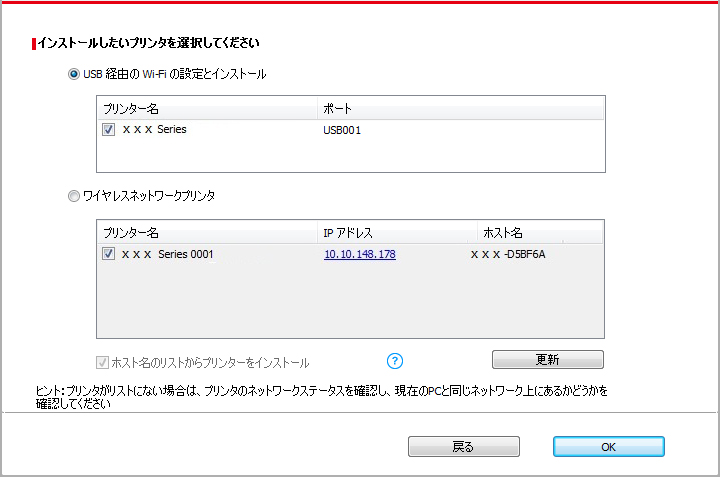 インストールしたいプリンタを選択してください
USB 経由の Wi-Fi の設定とインストール
プリンター名 ポート
X X X Series USB001
ワイヤレスネットワークプリンタ
プリンター名 IP アドレス ホスト名
X X X Series 0001 10.10.148.178 X X X -D5BF6A
ホスト名のリストからプリンターをインストール ? 更新
ヒント：プリンタがリストにない場合は、プリンタのネットワークステータスを確認し、現在のPCと同じネットワーク上にあるかどうかを
確認してください
戻る OK